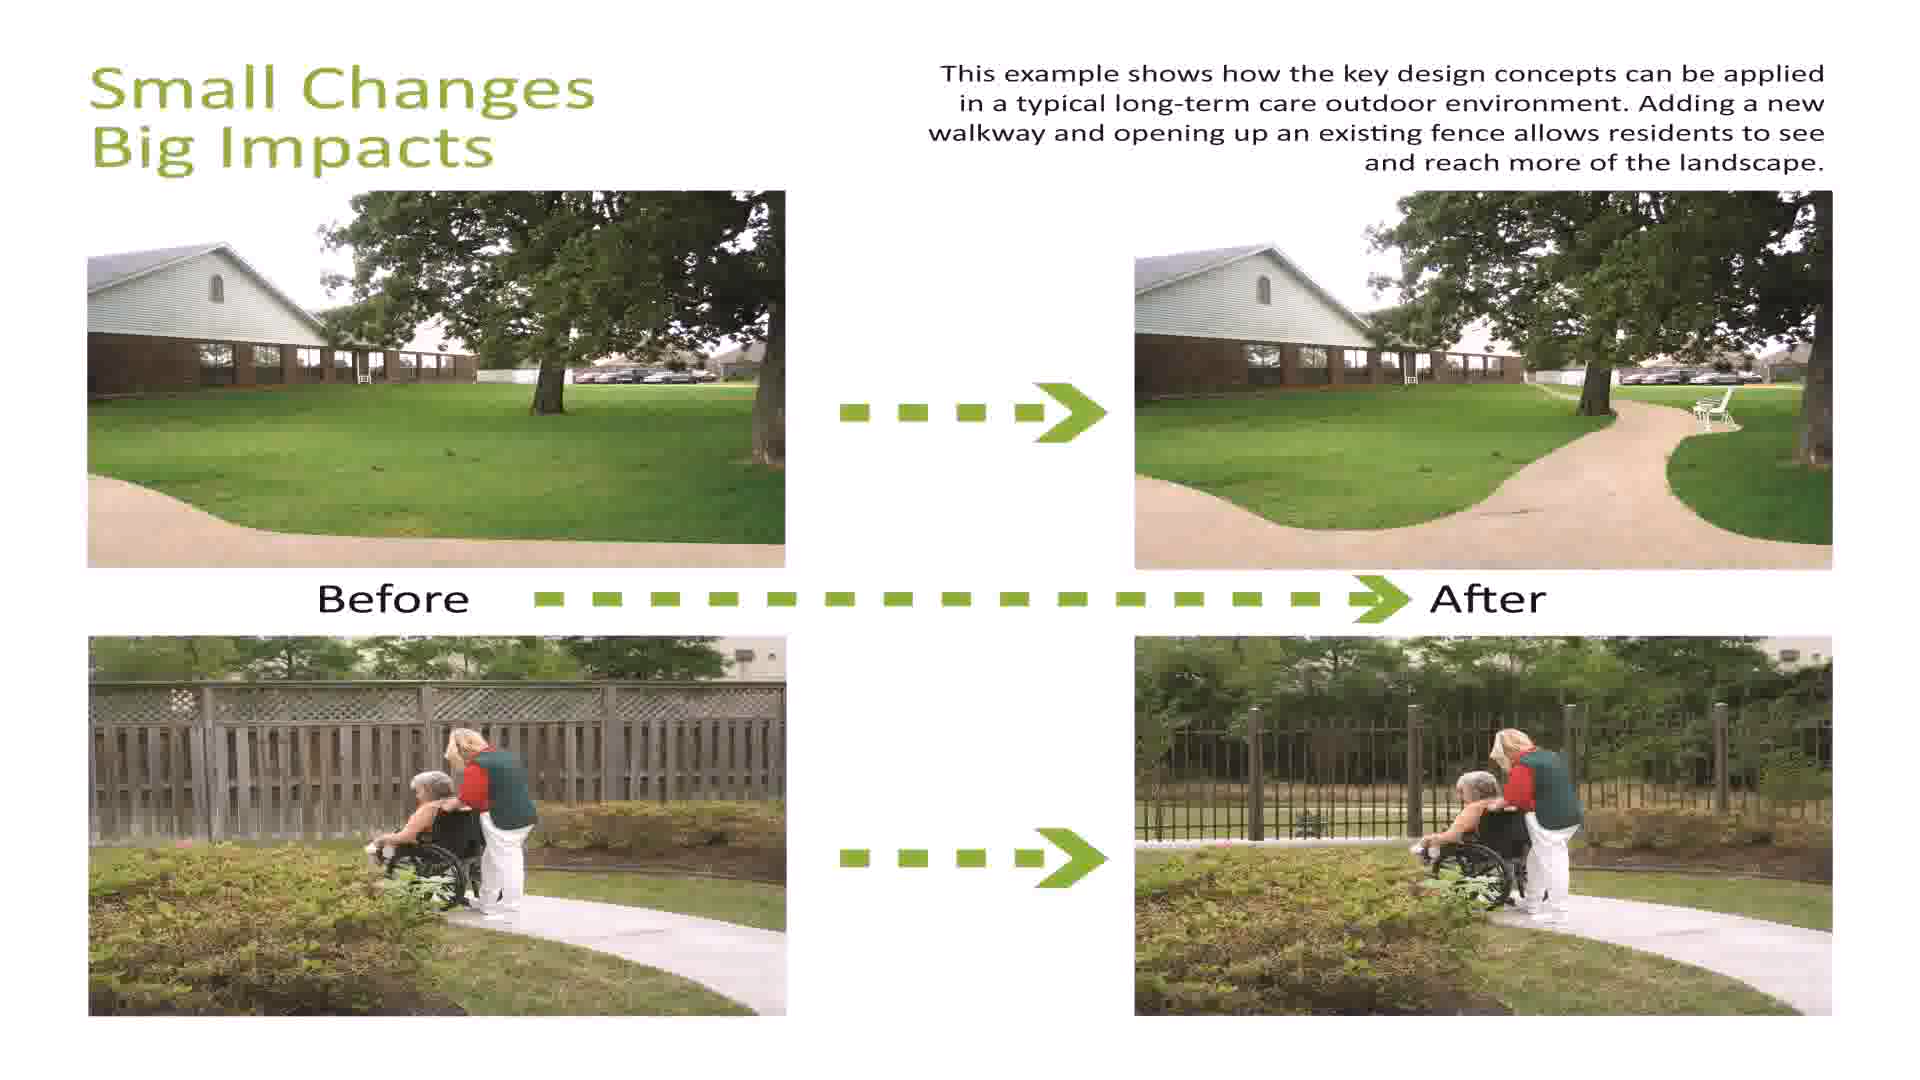 Small Changes
Big Impacts
This example shows how the key design concepts can be applied
in a typical long-term care outdoor environment. Adding a new
walkway and opening up an existing fence allows residents to see
and reach more of the landscape.
Before
After